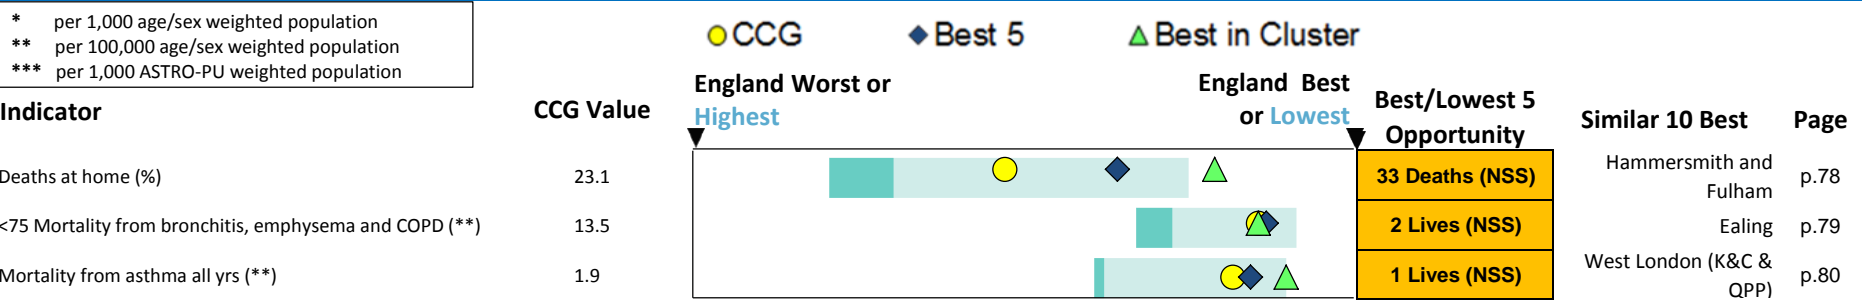 * per 1,000 age/sex weighted population
** per 100,000 age/sex weighted population
*** per 1,000 ASTRO-PU weighted population
CCG Best 5 Best in Cluster
Indicator
CCG Value
England Worst or
Highest
England Best
or Lowest
Best/Lowest 5
Opportunity
Similar 10 Best
Page
Deaths at home (%) 23.1 33 Deaths (NSS)
Hammersmith and
Fulham
p.78
<75 Mortality from bronchitis, emphysema and COPD (**) 13.5 2 Lives (NSS) Ealing p.79
Mortality from asthma all yrs (**) 1.9 1 Lives (NSS)
West London (K&C &
QPP)
p.80